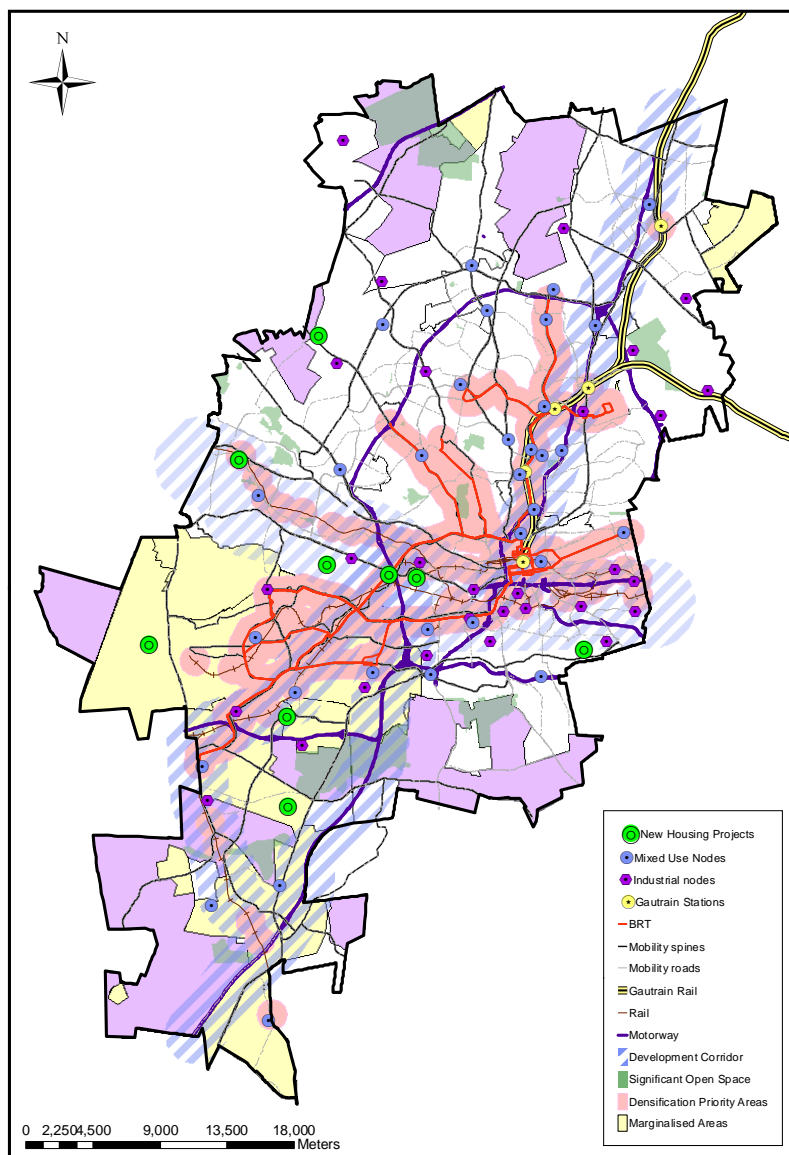 N
New Housing Projects
Mixed Use Nodes
Industrial nodes
Gautrain Stations
BRT
Mobility spines
Mobility roads
Gautrain Rail
Rail
Motorway
Development Corridor
Significant Open Space
Densification Priority Areas
Marginalised Areas
0 2,250 4,500 9,000 13,500 18,000
Meters